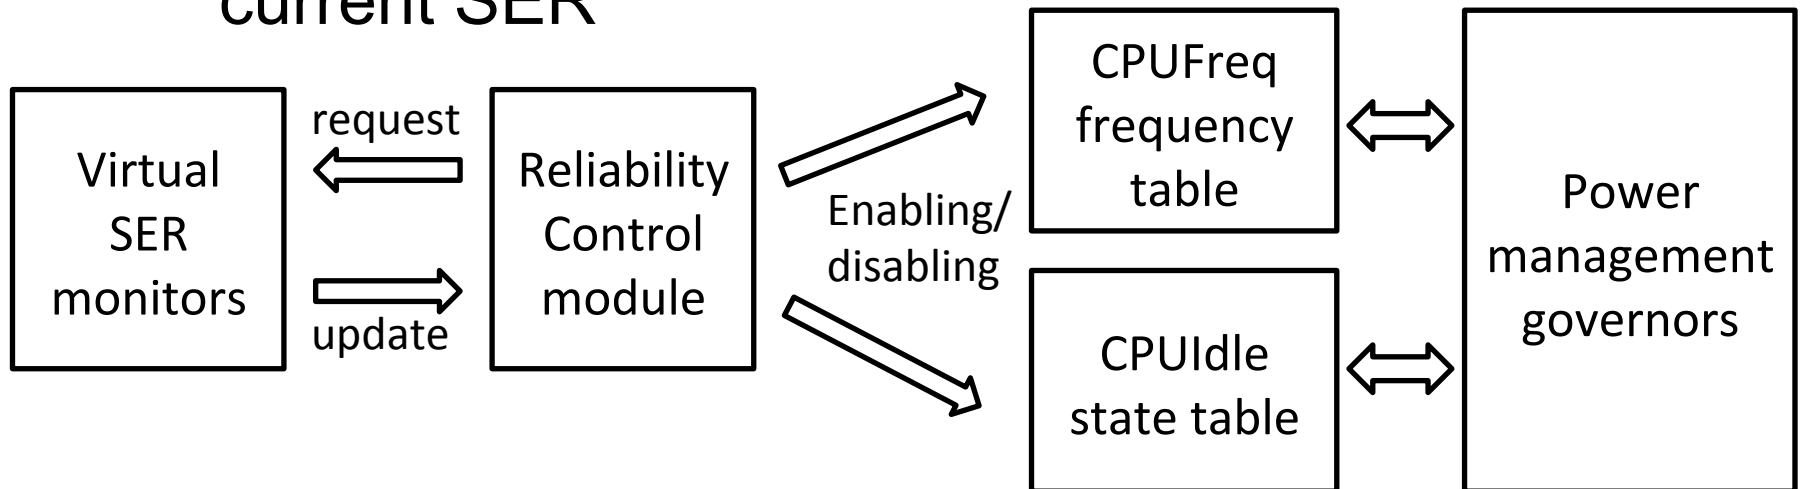 current SER
Virtual
SER
monitors
request
update
Reliability
Control
module
Enabling/
disabling
CPUFreq
frequency
table
CPUIdle
state table
Power
management
governors